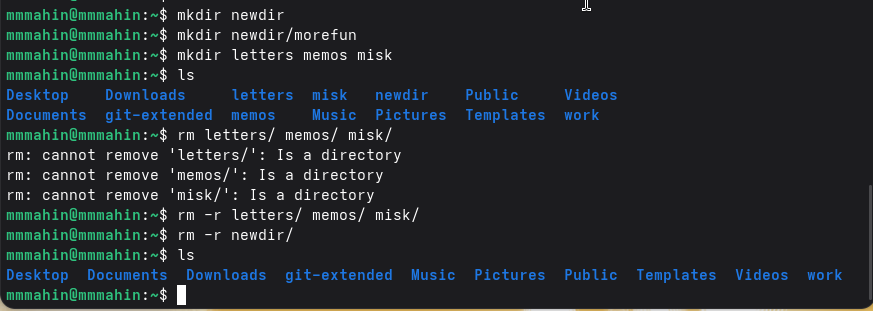 mmmahin@mmmahin:~$ mkdir newdir
mmmahin@mmmahin:~$ mkdir newdir/morefun
mmmahin@mmmahin:~$ mkdir letters memos misk
mmmahin@mmmahin:~$ ls
Desktop    Downloads     letters  misk   newdir    Public     Videos
Documents  git-extended  memos    Music  Pictures  Templates  work
mmmahin@mmmahin:~$ rm letters/ memos/ misk/
rm: cannot remove 'letters/': Is a directory
rm: cannot remove 'memos/': Is a directory
rm: cannot remove 'misk/': Is a directory
mmmahin@mmmahin:~$ rm -r letters/ memos/ misk/
mmmahin@mmmahin:~$ rm -r newdir/
mmmahin@mmmahin:~$ ls
Desktop  Documents  Downloads  git-extended  Music  Pictures  Public  Templates  Videos  work
mmmahin@mmmahin:~$